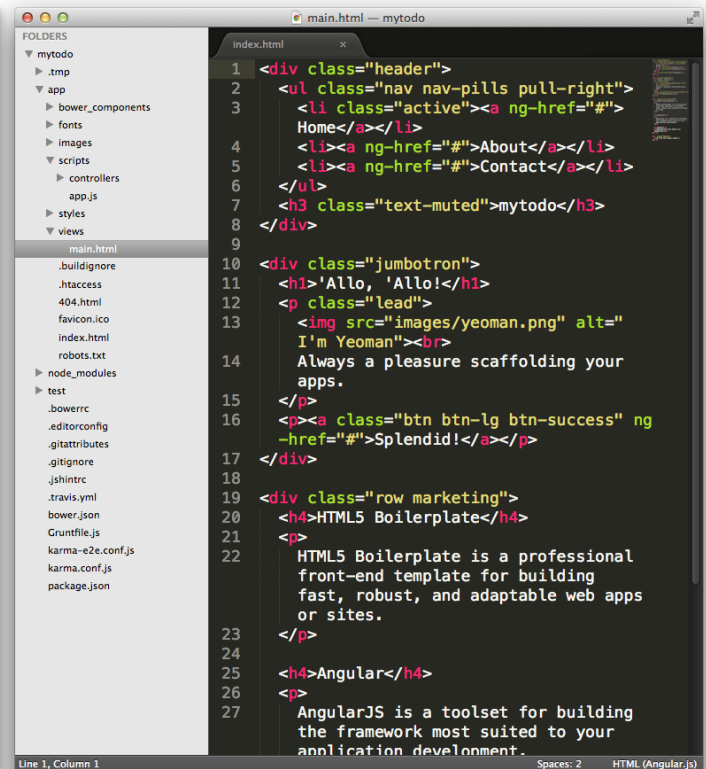 main.html — mytodo
FOLDERS
mytodo
.tmp
app
bower_components
fonts
images
scripts
controllers
app.js
styles
views
main.html
.buildignore
.htaccess
404.html
favicon.ico
index.html
robots.txt
node_modules
test
.bowerrc
.editorconfig
.gitattributes
.gitignore
.jshintrc
.travis.yml
bower.json
Gruntfile.js
karma-e2e.conf.js
karma.conf.js
package.json
index.html ×
1 <div class="header">
2 <ul class="nav nav-pills pull-right">
3 <li class="active"><a ng-href="#">
Home</a></li>
4 <li><a ng-href="#">About</a></li>
5 <li><a ng-href="#">Contact</a></li>
6 </ul>
7 <h3 class="text-muted">mytodo</h3>
8 </div>
9
10 <div class="jumbotron">
11 <h1>'Allo, 'Allo!</h1>
12 <p class="lead">
13 <img src="images/yeoman.png" alt="
I'm Yeoman"><br>
14 Always a pleasure scaffolding your
apps.
15 </p>
16 <p><a class="btn btn-lg btn-success" ng
-href="#">Splendid!</a></p>
17 </div>
18
19 <div class="row marketing">
20 <h4>HTML5 Boilerplate</h4>
21 <p>
22 HTML5 Boilerplate is a professional
front-end template for building
fast, robust, and adaptable web apps
or sites.
23 </p>
24
25 <h4>Angular</h4>
26 <p>
27 AngularJS is a toolset for building
the framework most suited to your
application development.
Line 1, Column 1
Spaces: 2 HTML (Angular.js)